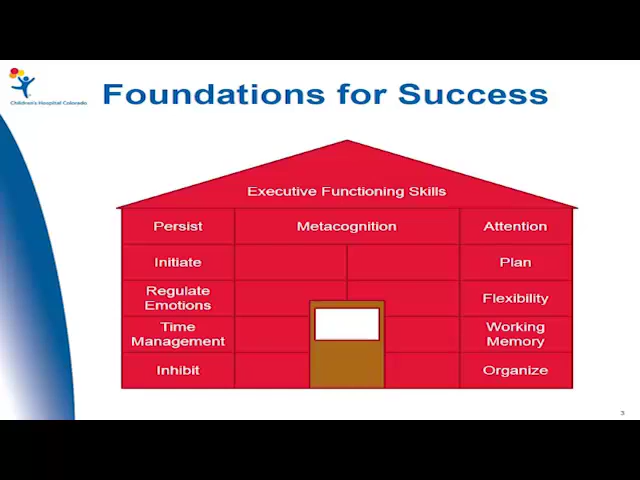 Children's Hospital Colorado
Foundations for Success
Executive Functioning Skills
Persist Metacognition Attention
Initiate Plan
Regulate
Emotions
Flexibility
Time
Management
Working
Memory
Inhibit Organize
3